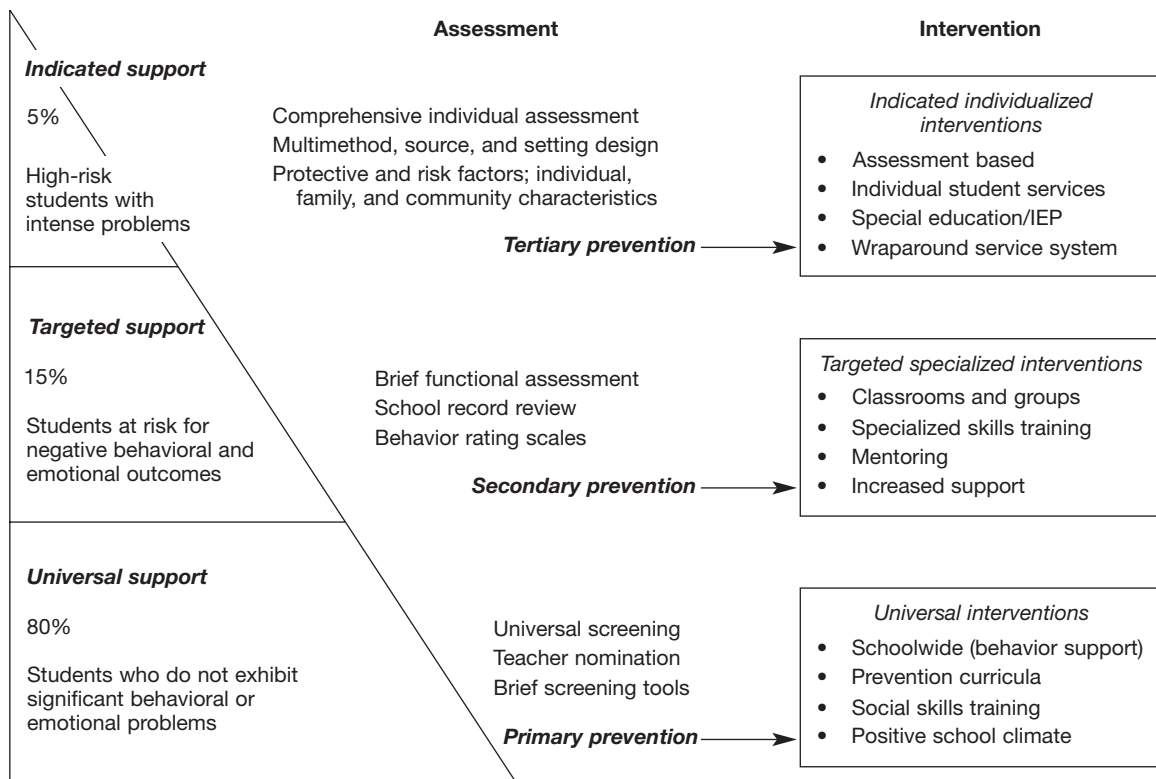 Assessment
Intervention
Indicated support
5%
High-risk
students with
intense problems
Comprehensive individual assessment
Multimethod, source, and setting design
Protective and risk factors; individual,
family, and community characteristics
Tertiary prevention
Indicated individualized
interventions
• Assessment based
• Individual student services
• Special education/IEP
• Wraparound service system
Targeted support
15%
Students at risk for
negative behavioral and
emotional outcomes
Brief functional assessment
School record review
Behavior rating scales
Secondary prevention
Targeted specialized interventions
• Classrooms and groups
• Specialized skills training
• Mentoring
• Increased support
Universal support
80%
Students who do not exhibit
significant behavioral or
emotional problems
Universal screening
Teacher nomination
Brief screening tools
Primary prevention
Universal interventions
• Schoolwide (behavior support)
• Prevention curricula
• Social skills training
• Positive school climate